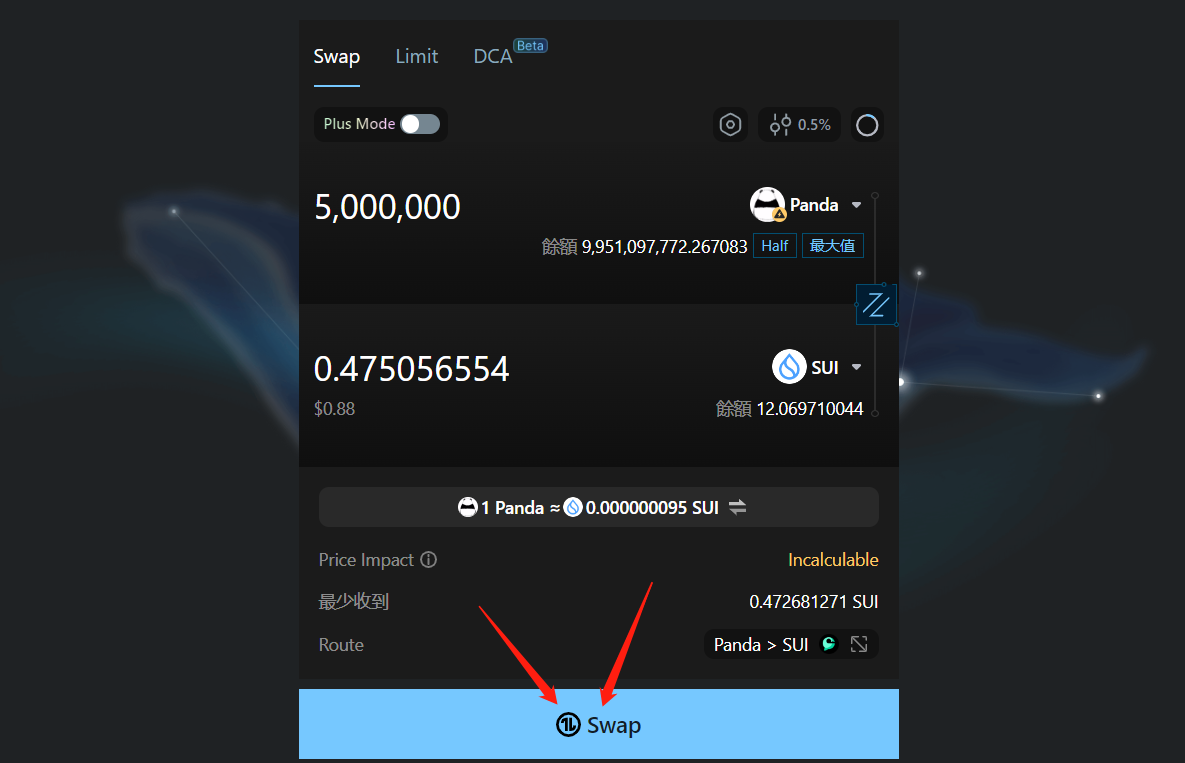 Swap Limit DCA Beta
Plus Mode 0.5%
5,000,000 Panda
餘額 9,951,097,772.267083 Half 最大值
0.475056554 SUI
$0.88 餘額 12.069710044
1 Panda ≈ 0.000000095 SUI
Price Impact Incalculable
最少收到 0.472681271 SUI
Route Panda > SUI
Swap